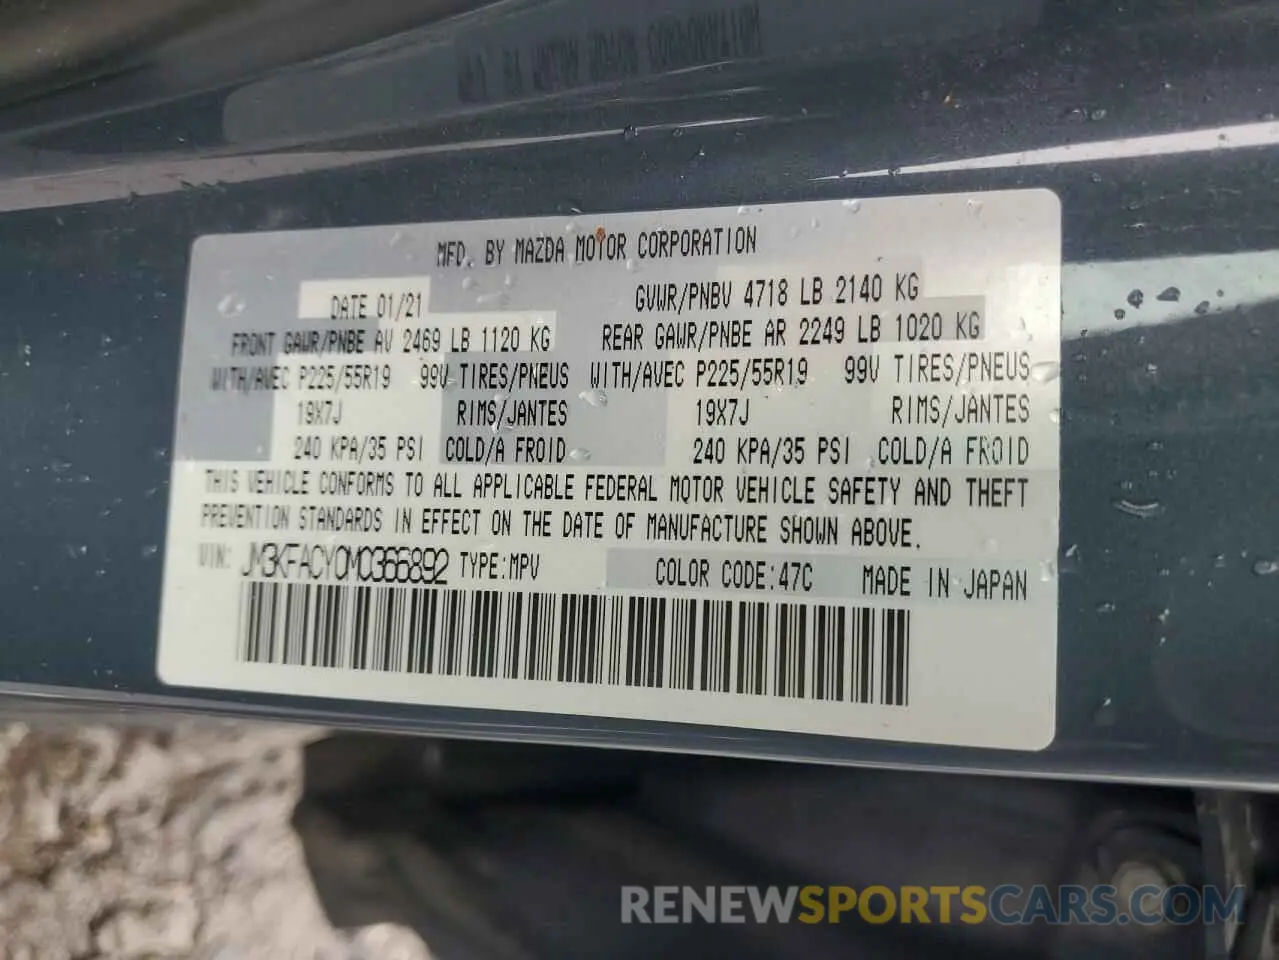 MFD. BY MAZDA MOTOR CORPORATION
DATE 01/21 GVWR/PNBV 4718 LB 2140 KG
FRONT GAWR/PNBE AV 2469 LB 1120 KG REAR GAWR/PNBE AR 2249 LB 1020 KG
WITH/AVEC P225/55R19 99V TIRES/PNEUS WITH/AVEC P225/55R19 99V TIRES/PNEUS
19X7J RIMS/JANTES 19X7J RIMS/JANTES
240 KPA/35 PSI COLD/A FROID 240 KPA/35 PSI COLD/A FROID
THIS VEHICLE CONFORMS TO ALL APPLICABLE FEDERAL MOTOR VEHICLE SAFETY AND THEFT
PREVENTION STANDARDS IN EFFECT ON THE DATE OF MANUFACTURE SHOWN ABOVE.
VIN: JM3KFACY0M0366892 TYPE:MPV COLOR CODE:47C MADE IN JAPAN
RENEWSPORTSCARS.COM